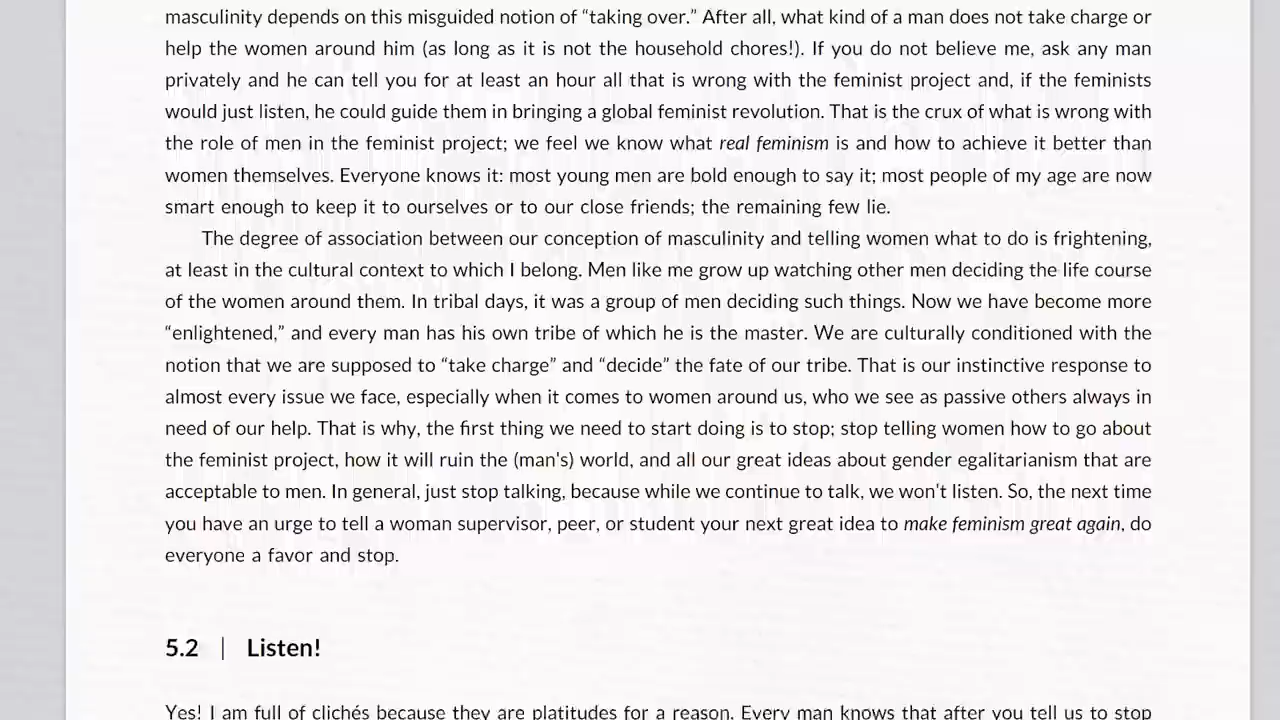 masculinity depends on this misguided notion of “taking over.” After all, what kind of a man does not take charge or
help the women around him (as long as it is not the household chores!). If you do not believe me, ask any man
privately and he can tell you for at least an hour all that is wrong with the feminist project and, if the feminists
would just listen, he could guide them in bringing a global feminist revolution. That is the crux of what is wrong with
the role of men in the feminist project; we feel we know what real feminism is and how to achieve it better than
women themselves. Everyone knows it: most young men are bold enough to say it; most people of my age are now
smart enough to keep it to ourselves or to our close friends; the remaining few lie.
The degree of association between our conception of masculinity and telling women what to do is frightening,
at least in the cultural context to which I belong. Men like me grow up watching other men deciding the life course
of the women around them. In tribal days, it was a group of men deciding such things. Now we have become more
“enlightened,” and every man has his own tribe of which he is the master. We are culturally conditioned with the
notion that we are supposed to “take charge” and “decide” the fate of our tribe. That is our instinctive response to
almost every issue we face, especially when it comes to women around us, who we see as passive others always in
need of our help. That is why, the first thing we need to start doing is to stop; stop telling women how to go about
the feminist project, how it will ruin the (man's) world, and all our great ideas about gender egalitarianism that are
acceptable to men. In general, just stop talking, because while we continue to talk, we won't listen. So, the next time
you have an urge to tell a woman supervisor, peer, or student your next great idea to make feminism great again, do
everyone a favor and stop.
5.2 | Listen!
Yes! I am full of clichés because they are platitudes for a reason. Every man knows that after you tell us to stop